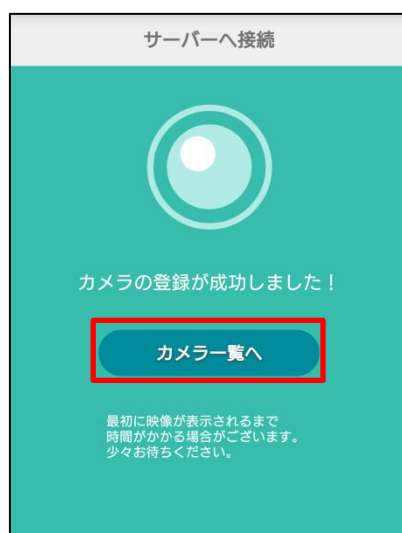 サーバーへ接続
カメラの登録が成功しました！
カメラ一覧へ
最初に映像が表示されるまで
時間がかかる場合がございます。
少々お待ちください。